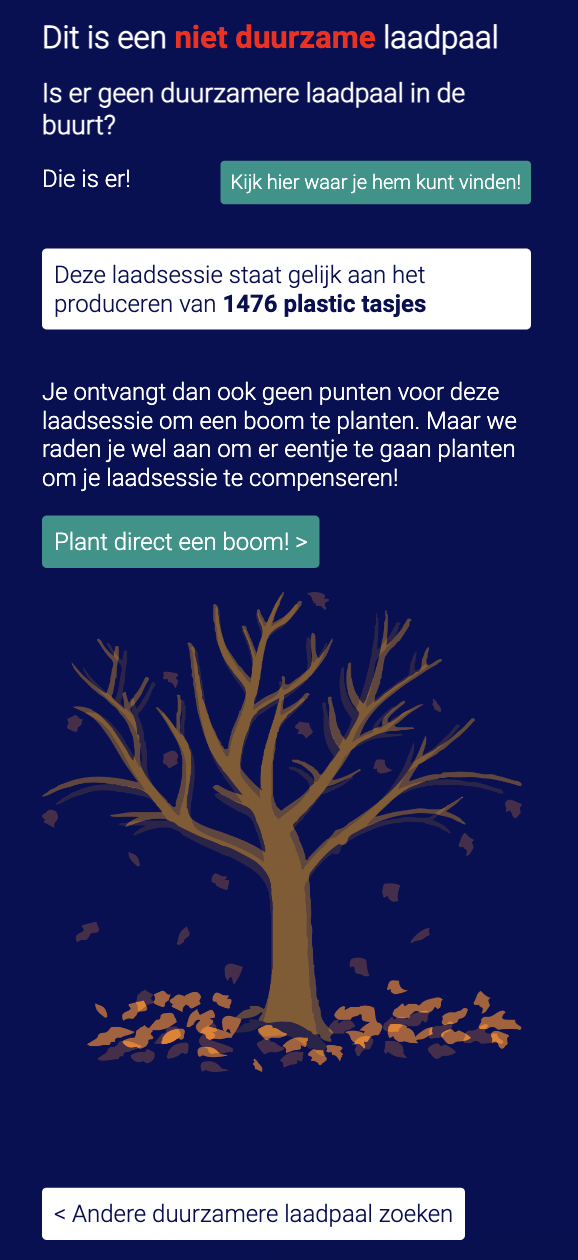 Dit is een niet duurzame laadpaal
Is er geen duurzamere laadpaal in de
buurt?
Die is er!
Kijk hier waar je hem kunt vinden!
Deze laadsessie staat gelijk aan het
produceren van 1476 plastic tasjes
Je ontvangt dan ook geen punten voor deze
laadsessie om een boom te planten. Maar we
raden je wel aan om er eentje te gaan planten
om je laadsessie te compenseren!
Plant direct een boom! >
< Andere duurzamere laadpaal zoeken